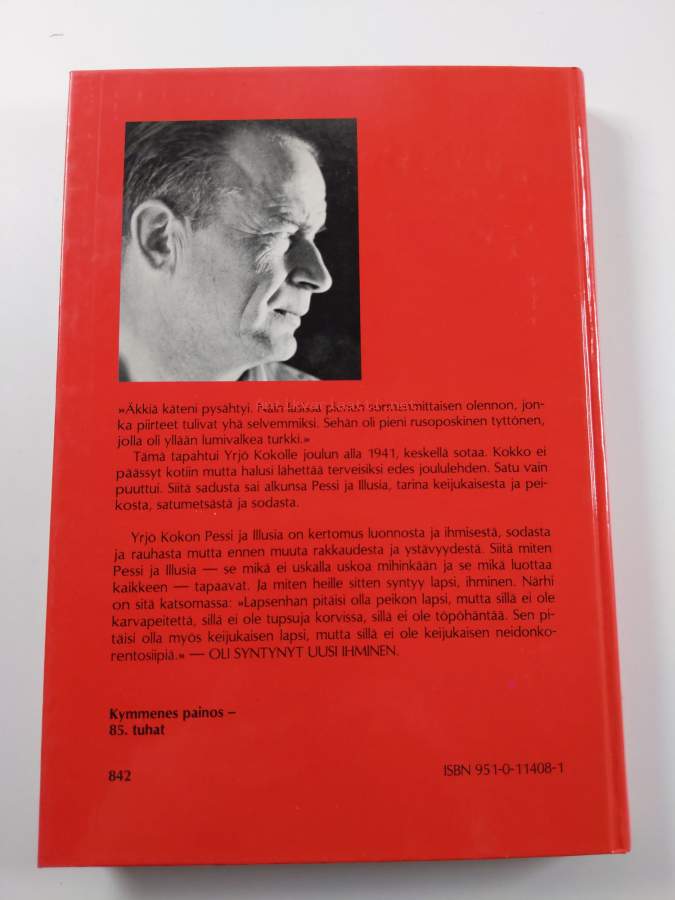 »Äkkiä käteni pysähtyi. Näin lasissa pienen sormenmittaisen olennon, jon-
ka piirteet tulivat yhä selvemmiksi. Sehän oli pieni rusoposkinen tyttönen,
jolla oli yllään lumivalkea turkki.»
Tämä tapahtui Yrjö Kokolle joulun alla 1941, keskellä sotaa. Kokko ei
päässyt kotiin mutta halusi lähettää terveisiksi edes joululehden. Satu vain
puuttui. Siitä sadusta sai alkunsa Pessi ja Illusia, tarina keijukaisesta ja pei-
kosta, satumetsästä ja sodasta.
Yrjö Kokon Pessi ja Illusia on kertomus luonnosta ja ihmisestä, sodasta
ja rauhasta mutta ennen muuta rakkaudesta ja ystävyydestä. Siitä miten
Pessi ja Illusia — se mikä ei uskalla uskoa mihinkään ja se mikä luottaa
kaikkeen — tapaavat. Ja miten heille sitten syntyy lapsi, ihminen. Närhi
on sitä katsomassa: »Lapsenhan pitäisi olla peikon lapsi, mutta sillä ei ole
karvapeitettä, sillä ei ole tupsuja korvissa, sillä ei ole töpöhäntää. Sen pi-
täisi olla myös keijukaisen lapsi, mutta sillä ei ole keijukaisen neidonko-
rentosiipiä.» — OLI SYNTYNYT UUSI IHMINEN.
Kymmenes painos —
85. tuhat
842
ISBN 951-0-11408-1